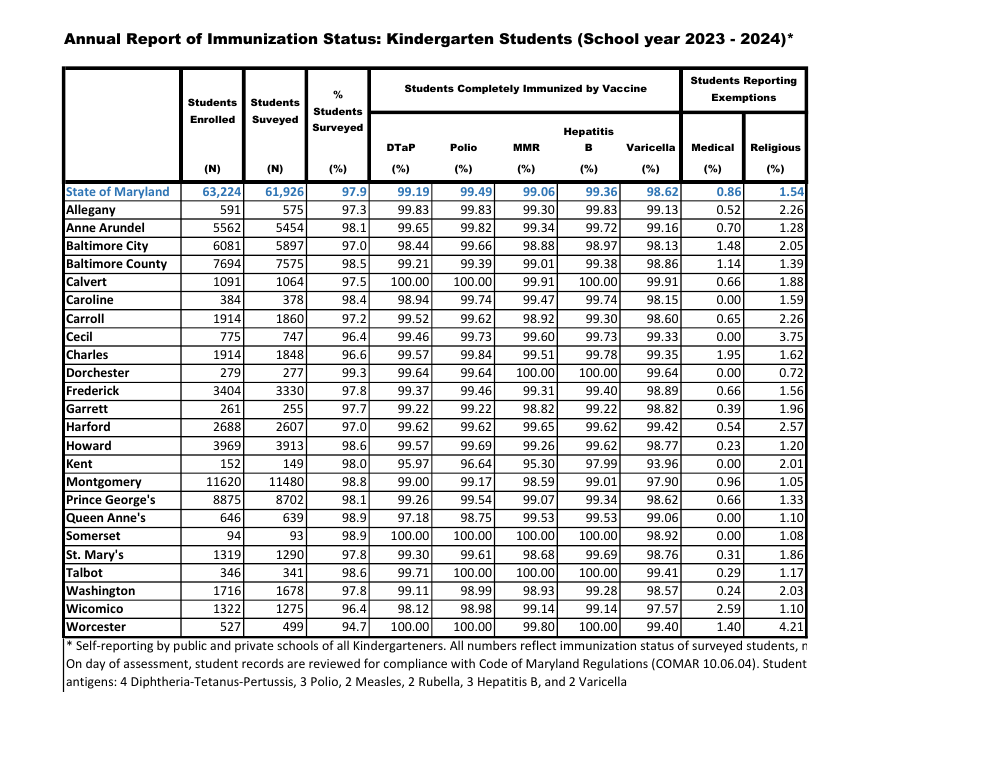 Annual Report of Immunization Status: Kindergarten Students (School year 2023 - 2024)*
Students Enrolled (N) Students Suveyed (N) % Students Surveyed (%) Students Completely Immunized by Vaccine Students Reporting Exemptions
DTaP (%) Polio (%) MMR (%) Hepatitis B (%) Varicella (%) Medical (%) Religious (%)
State of Maryland 63,224 61,926 97.9 99.19 99.49 99.06 99.36 98.62 0.86 1.54
Allegany 591 575 97.3 99.83 99.83 99.30 99.83 99.13 0.52 2.26
Anne Arundel 5562 5454 98.1 99.65 99.82 99.34 99.72 99.16 0.70 1.28
Baltimore City 6081 5897 97.0 98.44 99.66 98.88 98.97 98.13 1.48 2.05
Baltimore County 7694 7575 98.5 99.21 99.39 99.01 99.38 98.86 1.14 1.39
Calvert 1091 1064 97.5 100.00 100.00 99.91 100.00 99.91 0.66 1.88
Caroline 384 378 98.4 98.94 99.74 99.47 99.74 98.15 0.00 1.59
Carroll 1914 1860 97.2 99.52 99.62 98.92 99.30 98.60 0.65 2.26
Cecil 775 747 96.4 99.46 99.73 99.60 99.73 99.33 0.00 3.75
Charles 1914 1848 96.6 99.57 99.84 99.51 99.78 99.35 1.95 1.62
Dorchester 279 277 99.3 99.64 99.64 100.00 100.00 99.64 0.00 0.72
Frederick 3404 3330 97.8 99.37 99.46 99.31 99.40 98.89 0.66 1.56
Garrett 261 255 97.7 99.22 99.22 98.82 99.22 98.82 0.39 1.96
Harford 2688 2607 97.0 99.62 99.62 99.65 99.62 99.42 0.54 2.57
Howard 3969 3913 98.6 99.57 99.69 99.26 99.62 98.77 0.23 1.20
Kent 152 149 98.0 95.97 96.64 95.30 97.99 93.96 0.00 2.01
Montgomery 11620 11480 98.8 99.00 99.17 98.59 99.01 97.90 0.96 1.05
Prince George's 8875 8702 98.1 99.26 99.54 99.07 99.34 98.62 0.66 1.33
Queen Anne's 646 639 98.9 97.18 98.75 99.53 99.53 99.06 0.00 1.10
Somerset 94 93 98.9 100.00 100.00 100.00 100.00 98.92 0.00 1.08
St. Mary's 1319 1290 97.8 99.30 99.61 98.68 99.69 98.76 0.31 1.86
Talbot 346 341 98.6 99.71 100.00 100.00 100.00 99.41 0.29 1.17
Washington 1716 1678 97.8 99.11 98.99 98.93 99.28 98.57 0.24 2.03
Wicomico 1322 1275 96.4 98.12 98.98 99.14 99.14 97.57 2.59 1.10
Worcester 527 499 94.7 100.00 100.00 99.80 100.00 99.40 1.40 4.21
* Self-reporting by public and private schools of all Kindergarteners. All numbers reflect immunization status of surveyed students,
On day of assessment, student records are reviewed for compliance with Code of Maryland Regulations (COMAR 10.06.04). Student
antigens: 4 Diphtheria-Tetanus-Pertussis, 3 Polio, 2 Measles, 2 Rubella, 3 Hepatitis B, and 2 Varicella